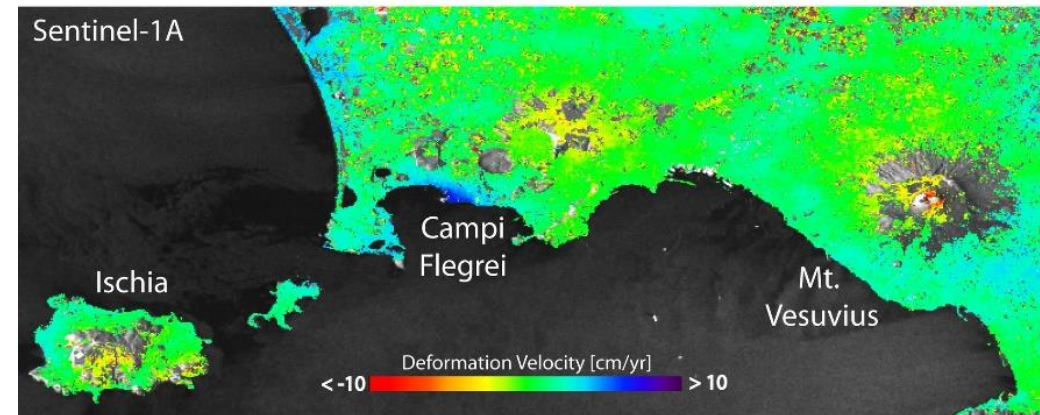 Sentinel-1A
Campi
Flegrei
Ischia
Mt.
Vesuvius
Deformation Velocity [cm/yr]
< -10 > 10